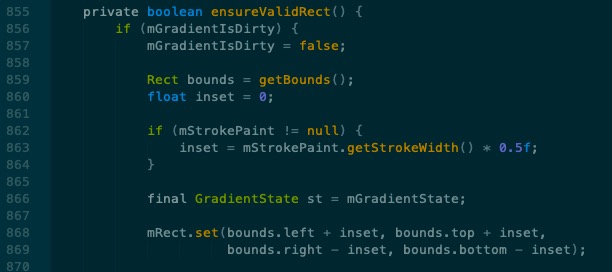 855 private boolean ensureValidRect() {
856 if (mGradientIsDirty) {
857 mGradientIsDirty = false;
858
859 Rect bounds = getBounds();
860 float inset = 0;
861
862 if (mStrokePaint != null) {
863 inset = mStrokePaint.getStrokeWidth() * 0.5f;
864 }
865
866 final GradientState st = mGradientState;
867
868 mRect.set(bounds.left + inset, bounds.top + inset,
869 bounds.right - inset, bounds.bottom - inset);
870